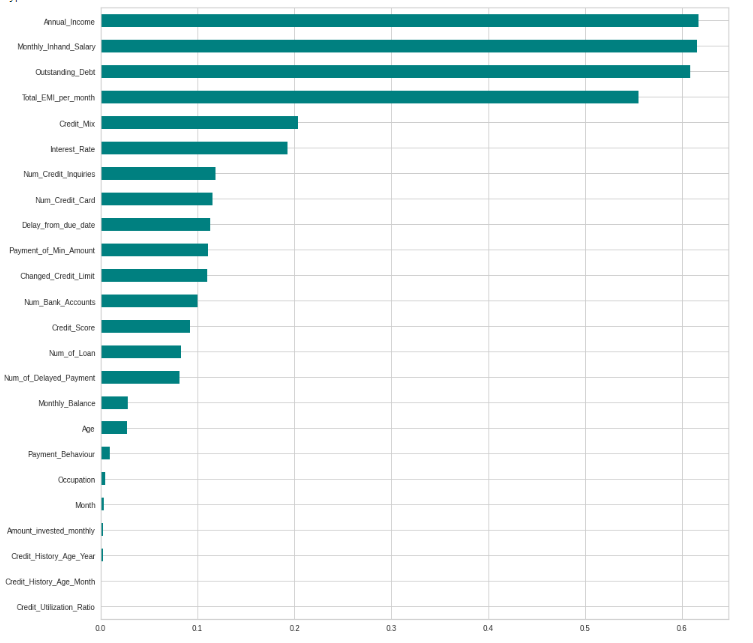 Annual_Income
Monthly_Inhand_Salary
Outstanding_Debt
Total_EMI_per_month
Credit_Mix
Interest_Rate
Num_Credit_Inquiries
Num_Credit_Card
Delay_from_due_date
Payment_of_Min_Amount
Changed_Credit_Limit
Num_Bank_Accounts
Credit_Score
Num_of_Loan
Num_of_Delayed_Payment
Monthly_Balance
Age
Payment_Behaviour
Occupation
Month
Amount_invested_monthly
Credit_History_Age_Year
Credit_History_Age_Month
Credit_Utilization_Ratio
0.0 0.1 0.2 0.3 0.4 0.5 0.6